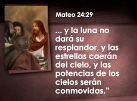 Mateo 24:29
... y la luna no
dará su
resplandor, y las
estrellas caerán
del cielo, y las
potencias de los
cielos serán
conmovidas.”